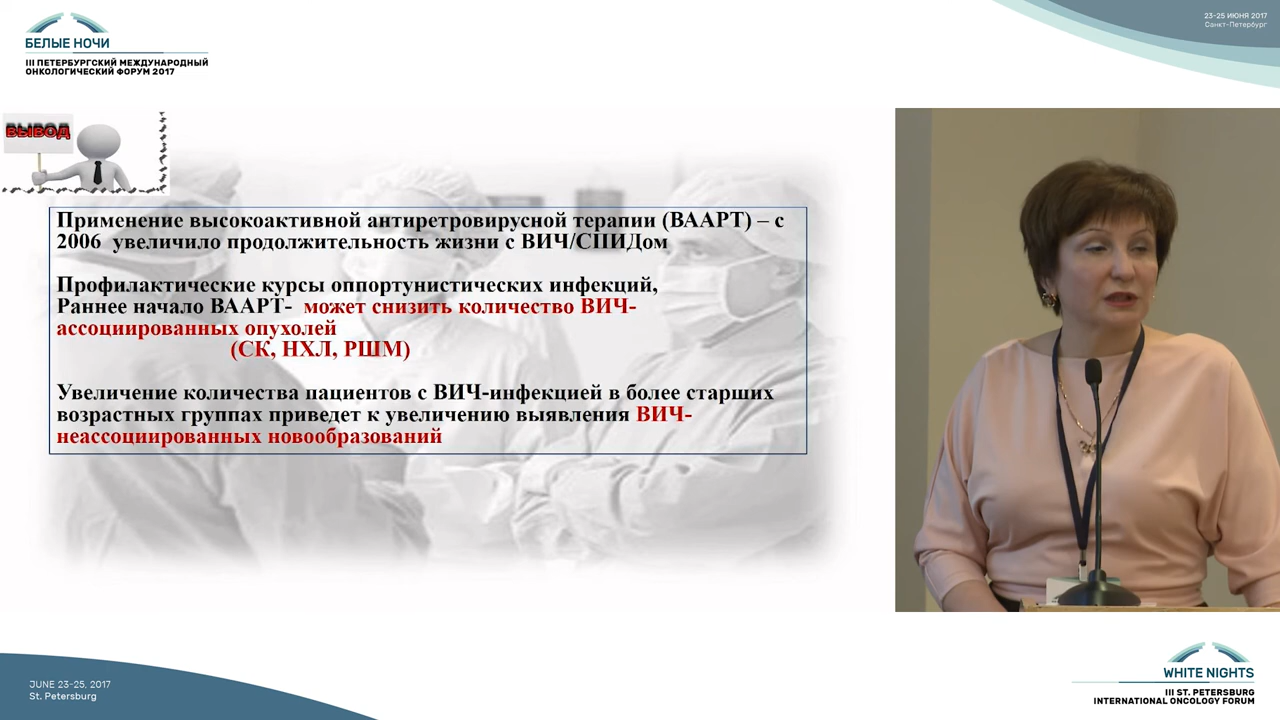 БЕЛЫЕ НОЧИ
III ПЕТЕРБУРГСКИЙ МЕЖДУНАРОДНЫЙ
ОНКОЛОГИЧЕСКИЙ ФОРУМ 2017
23-25 ИЮНЯ 2017
Санкт-Петербург
ВЫВОД
Применение высокоактивной антиретровирусной терапии (ВААРТ) – с
2006 увеличило продолжительность жизни с ВИЧ/СПИДом
Профилактические курсы оппортунистических инфекций,
Раннее начало ВААРТ- может снизить количество ВИЧ-
ассоциированных опухолей
(СК, НХЛ, РШМ)
Увеличение количества пациентов с ВИЧ-инфекцией в более старших
возрастных группах приведет к увеличению выявления ВИЧ-
неассоциированных новообразований
JUNE 23-25, 2017
St. Petersburg
WHITE NIGHTS
III ST. PETERSBURG
INTERNATIONAL ONCOLOGY FORUM